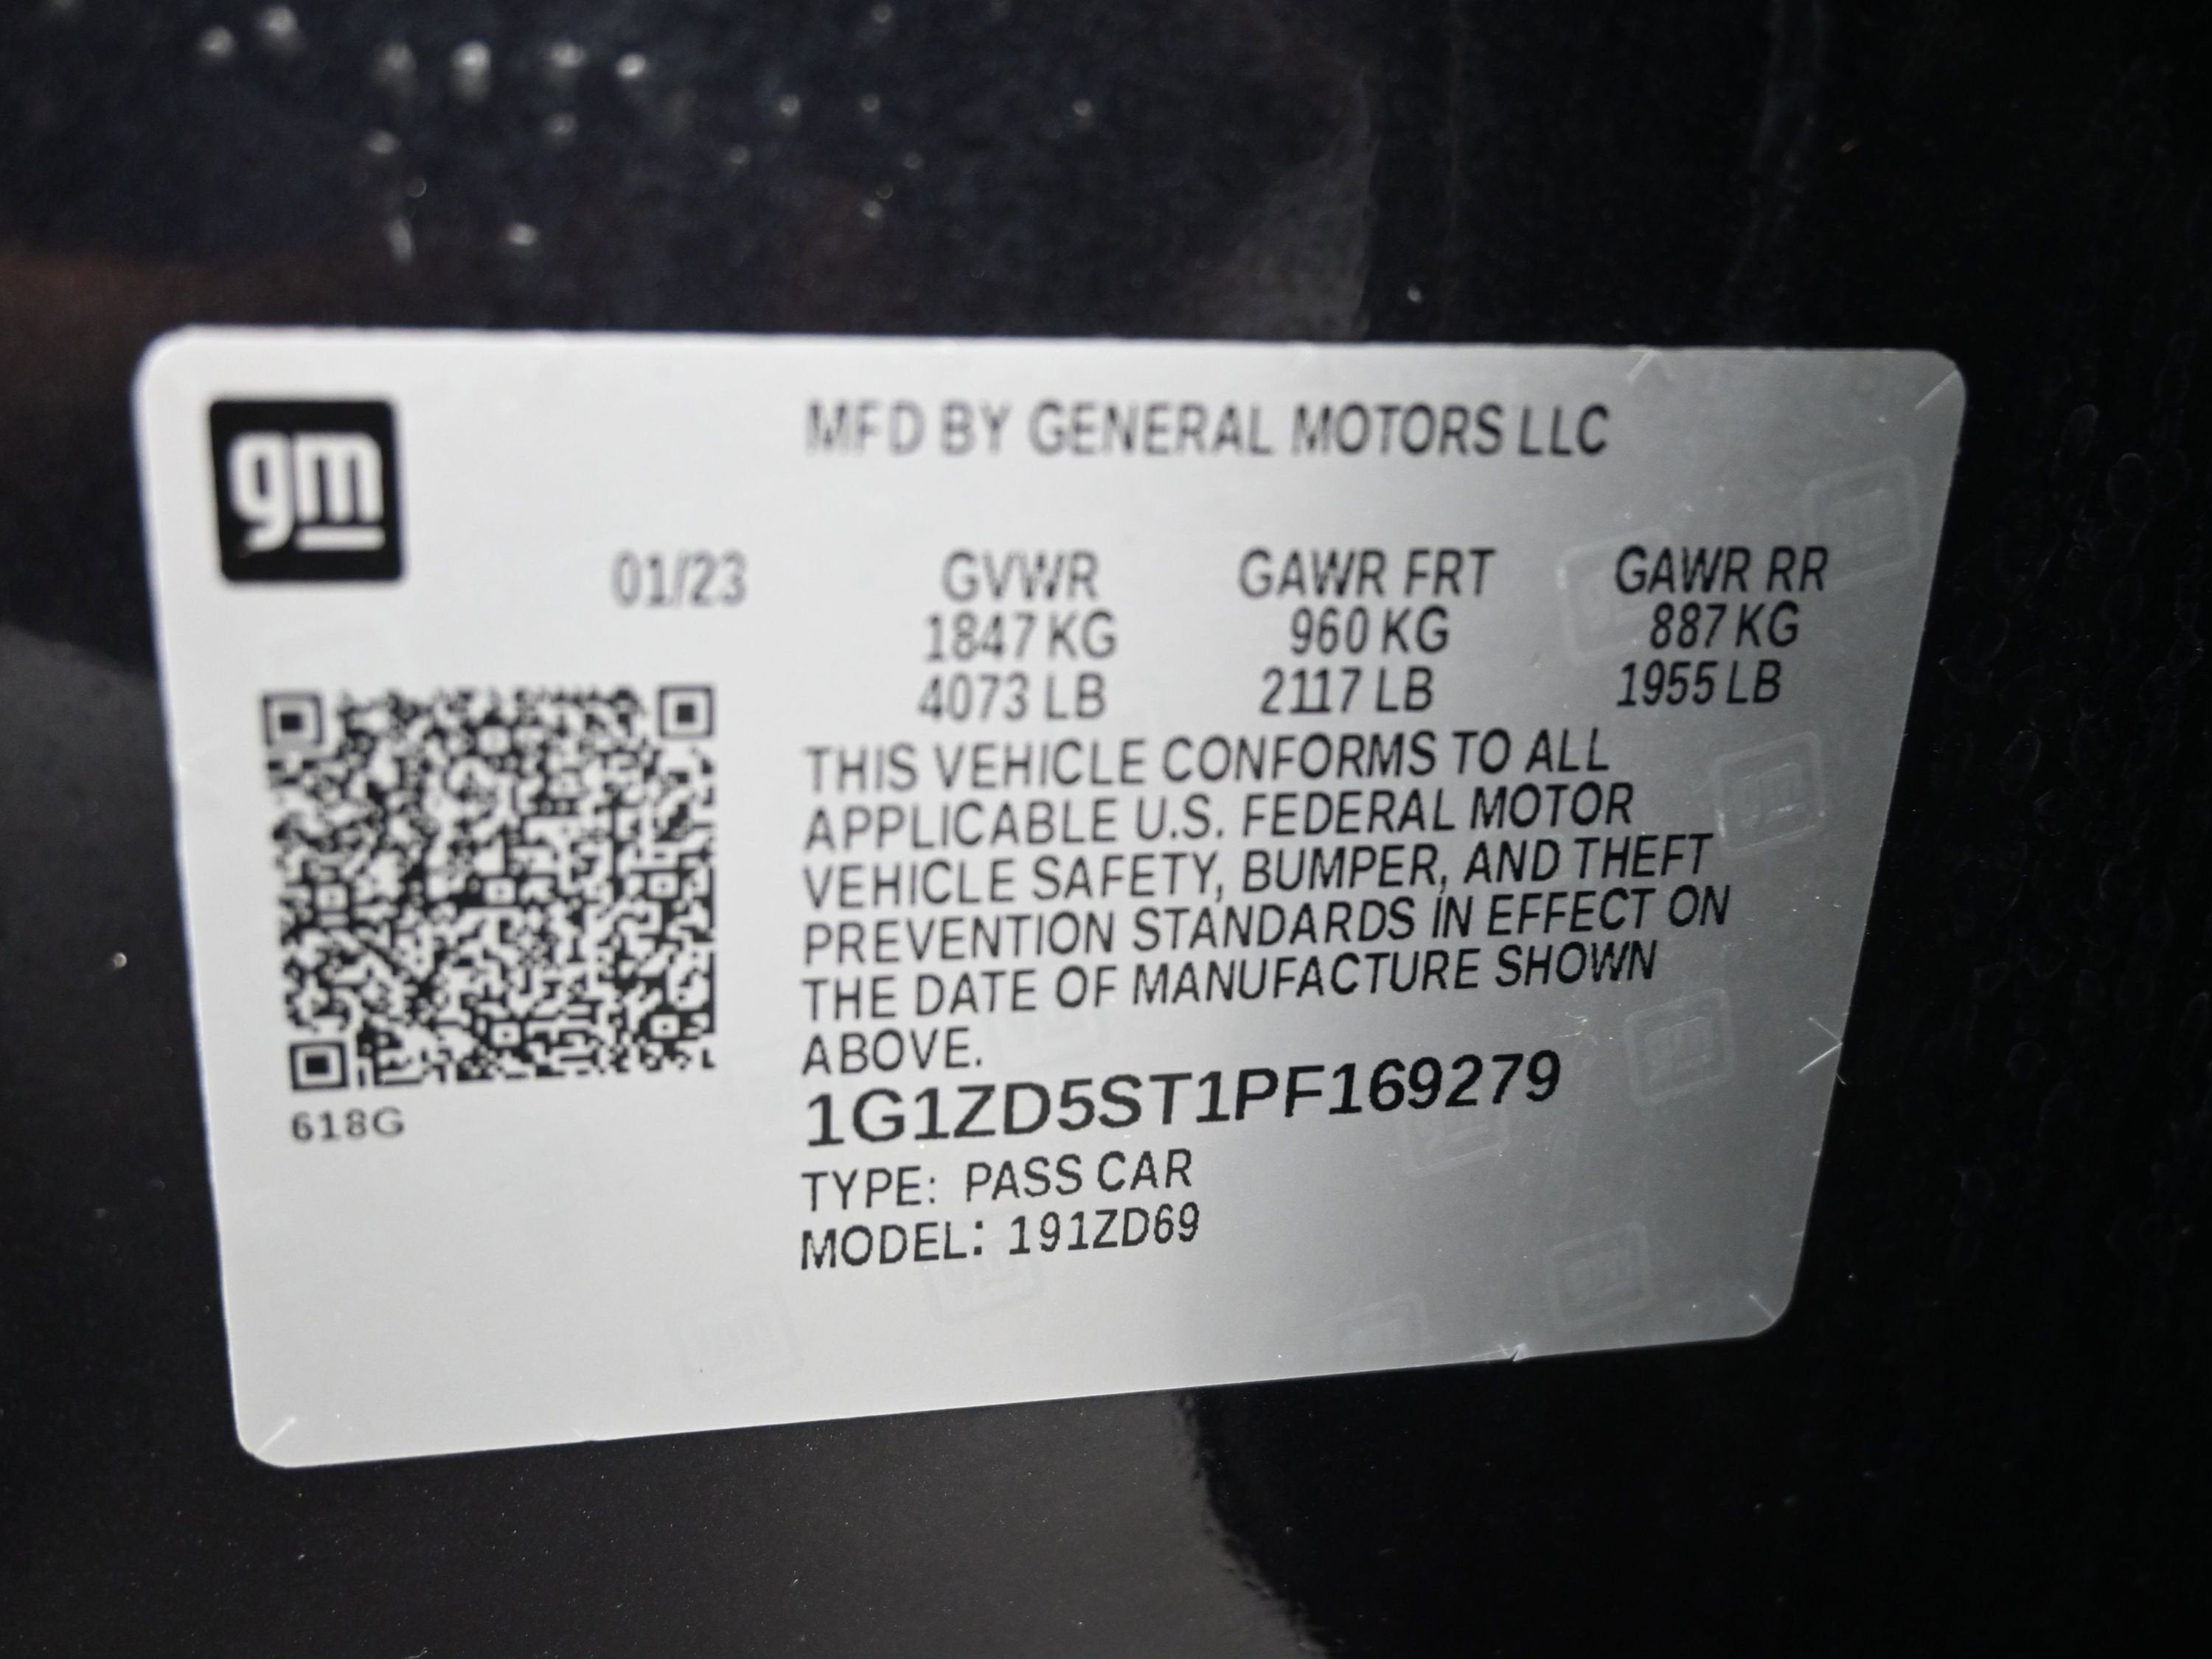 gm
MFD BY GENERAL MOTORS LLC
01/23 GVWR GAWR FRT GAWR RR
1847 KG 960 KG 887 KG
4073 LB 2117 LB 1955 LB
THIS VEHICLE CONFORMS TO ALL
APPLICABLE U.S. FEDERAL MOTOR
VEHICLE SAFETY, BUMPER, AND THEFT
PREVENTION STANDARDS IN EFFECT ON
THE DATE OF MANUFACTURE SHOWN
ABOVE.
618G
1G1ZD5ST1PF169279
TYPE: PASS CAR
MODEL: 191ZD69